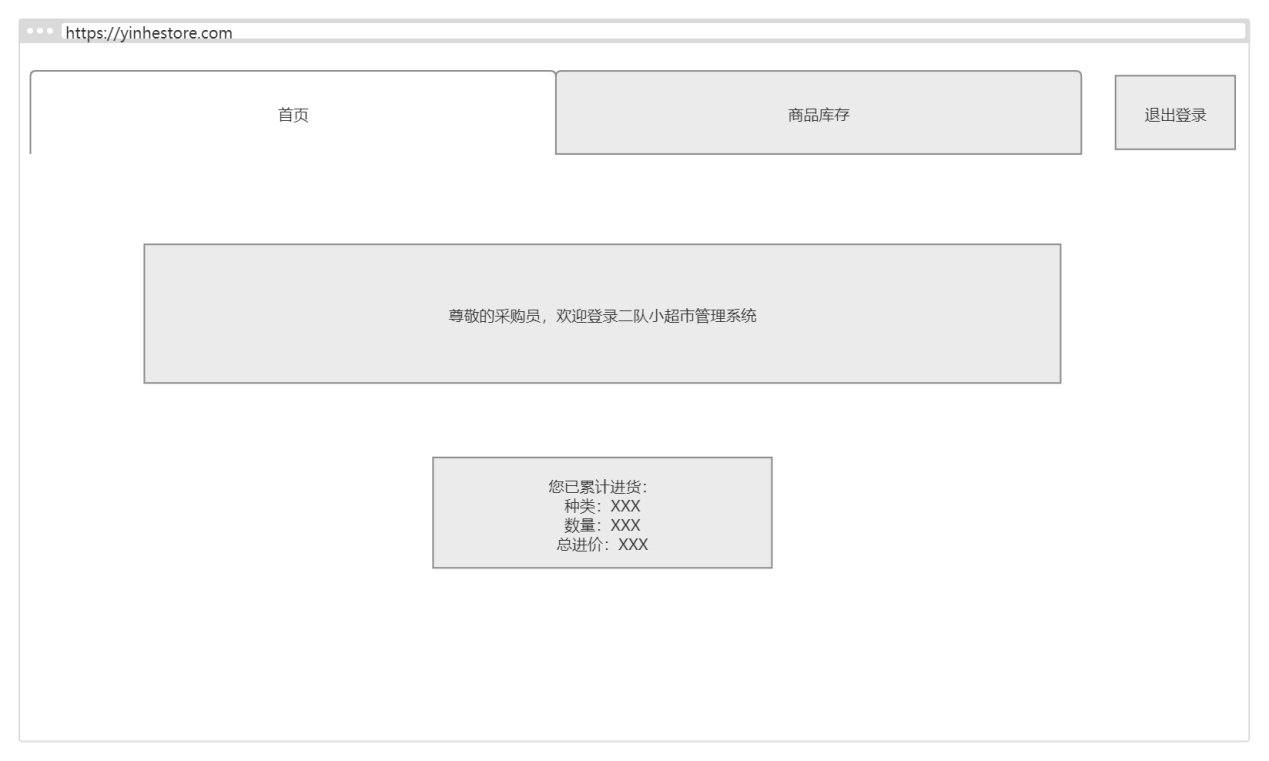 https://yinhestore.com
首页
商品库存
退出登录
尊敬的采购员，欢迎登录二队小超市管理系统
您已累计进货：
种类：XXX
数量：XXX
总进价：XXX